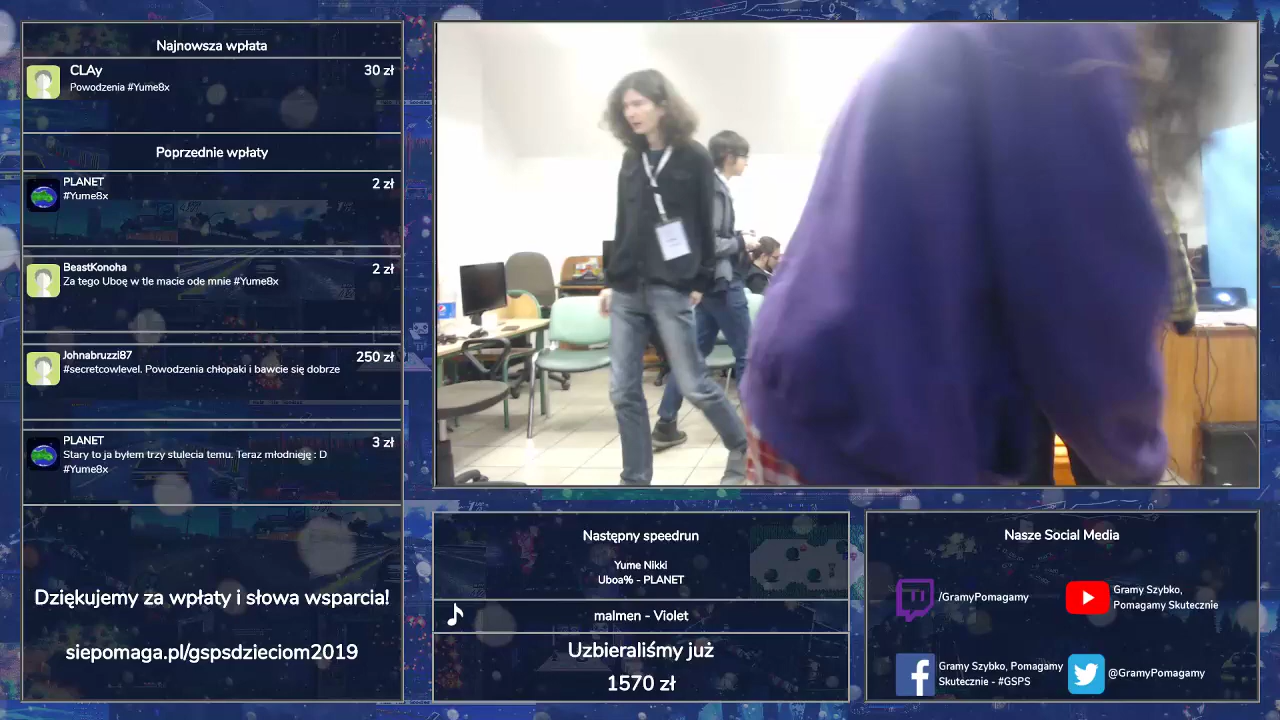 Najnowsza wpłata
CLAy
30 zł
Powodzenia #Yume8x
Poprzednie wpłaty
PLANET
2 zł
#Yume8x
BeastKonoha
2 zł
Za tego Uboę w tle macie ode mnie #Yume8x
Johnabruzzi87
250 zł
#secretcowlevel. Powodzenia chłopaki i bawcie się dobrze
PLANET
3 zł
Stary to ja byłem trzy stulecia temu. Teraz młodnieję : D
#Yume8x
Dziękujemy za wpłaty i słowa wsparcia!
siepomaga.pl/gspsdzieciom2019
Następny speedrun
Yume Nikki
Uboa% - PLANET
malmen - Violet
Uzbieraliśmy już
1570 zł
Nasze Social Media
/GramyPomagamy
Gramy Szybko,
Pomagamy Skutecznie
Gramy Szybko, Pomagamy
Skutecznie - #GSPS
@GramyPomagamy